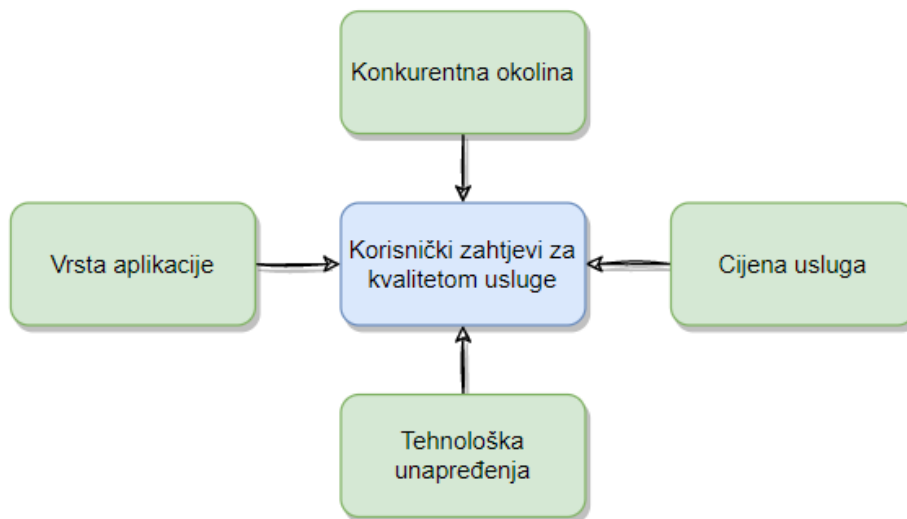 Konkurentna okolina
Vrsta aplikacije
Korisnički zahtjevi za
kvalitetom usluge
Cijena usluga
Tehnološka
unapređenja